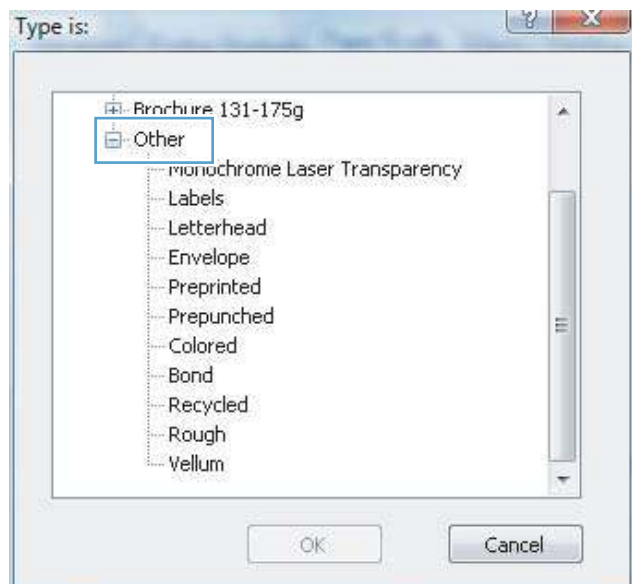 Type is:
Brochure 131-175g
Other
Monochrome Laser Transparency
Labels
Letterhead
Envelope
Preprinted
Prepunched
Colored
Bond
Recycled
Rough
Vellum
OK Cancel